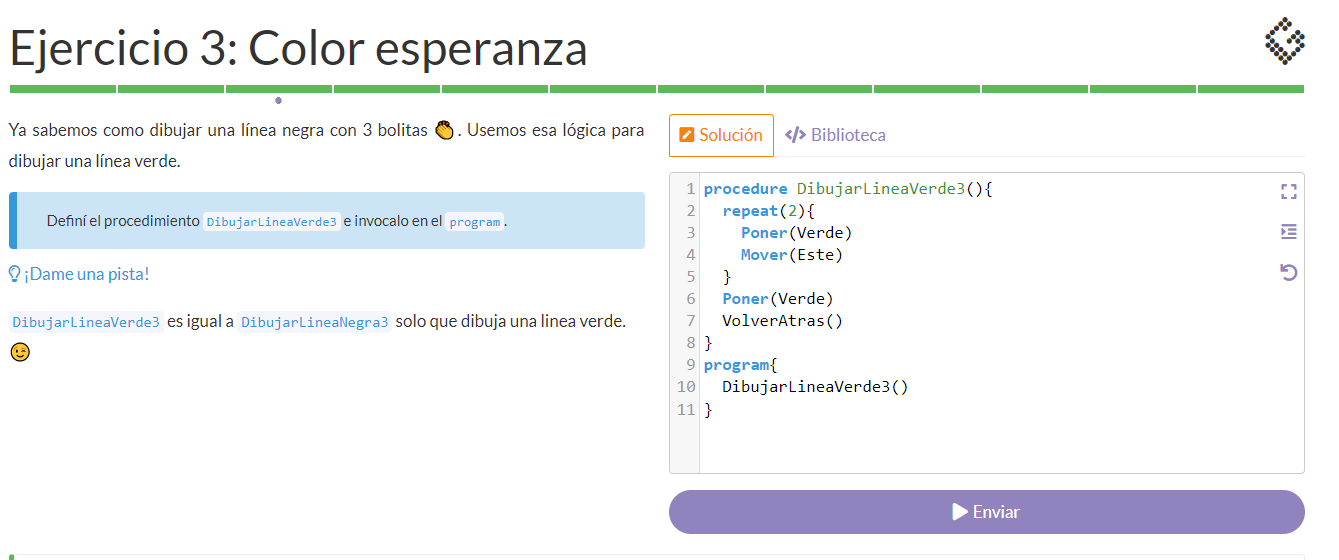 Ejercicio 3: Color esperanza
Ya sabemos como dibujar una línea negra con 3 bolitas 👏. Usemos esa lógica para
dibujar una línea verde.
Definí el procedimiento DibujarLineaVerde3 e invocalo en el program.
¡Dame una pista!
DibujarLineaVerde3 es igual a DibujarLineaNegra3 solo que dibuja una linea verde.
😉
Solución
</> Biblioteca
1 procedure DibujarLineaVerde3(){
2   repeat(2){
3     Poner(Verde)
4     Mover(Este)
5   }
6   Poner(Verde)
7   VolverAtras()
8 }
9 program{
10   DibujarLineaVerde3()
11 }
Enviar